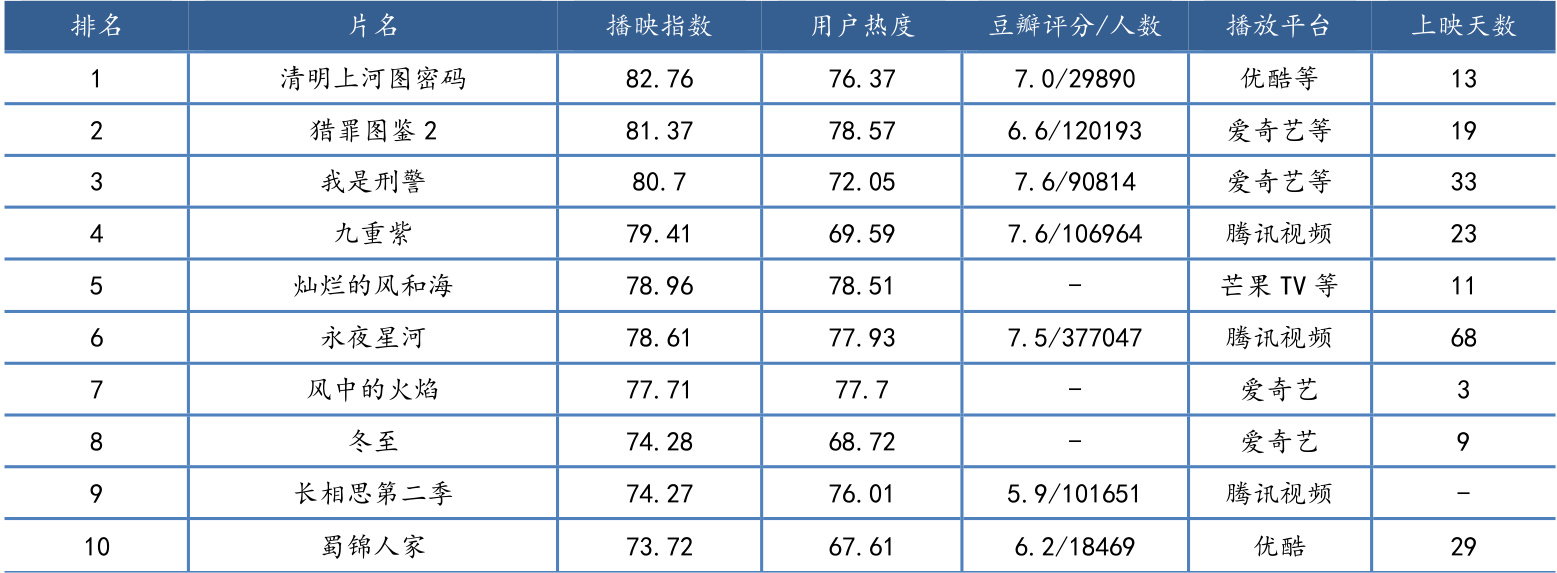 排名 片名 播映指数 用户热度 豆瓣评分/人数 播放平台 上映天数
1 清明上河图密码 82.76 76.37 7.0/29890 优酷等 13
2 猎罪图鉴 2 81.37 78.57 6.6/120193 爱奇艺等 19
3 我是刑警 80.7 72.05 7.6/90814 爱奇艺等 33
4 九重紫 79.41 69.59 7.6/106964 腾讯视频 23
5 灿烂的风和海 78.96 78.51 - 芒果 TV 等 11
6 永夜星河 78.61 77.93 7.5/377047 腾讯视频 68
7 风中的火焰 77.71 77.7 - 爱奇艺 3
8 冬至 74.28 68.72 - 爱奇艺 9
9 长相思第二季 74.27 76.01 5.9/101651 腾讯视频 -
10 蜀锦人家 73.72 67.61 6.2/18469 优酷 29